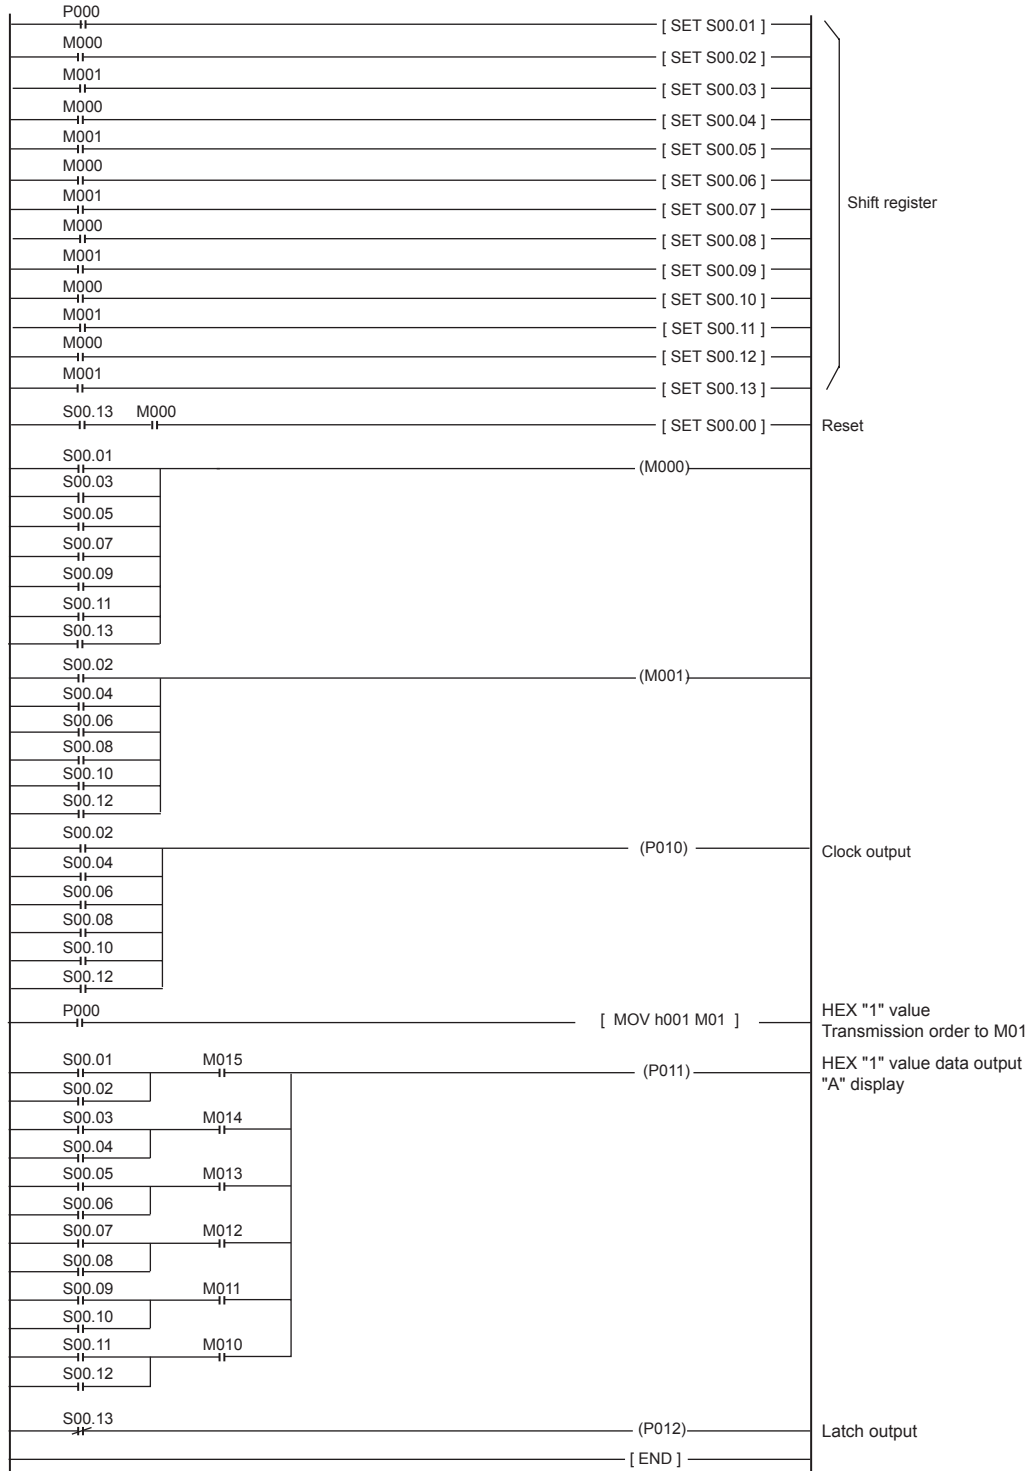 P000
[ SET S00.01 ]
M000
[ SET S00.02 ]
M001
[ SET S00.03 ]
M000
[ SET S00.04 ]
M001
[ SET S00.05 ]
M000
[ SET S00.06 ]
M001
[ SET S00.07 ]
Shift register
M000
[ SET S00.08 ]
M001
[ SET S00.09 ]
M000
[ SET S00.10 ]
M001
[ SET S00.11 ]
M000
[ SET S00.12 ]
M001
[ SET S00.13 ]
S00.13 M000
[ SET S00.00 ] Reset
S00.01
(M000)
S00.03
S00.05
S00.07
S00.09
S00.11
S00.13
S00.02
(M001)
S00.04
S00.06
S00.08
S00.10
S00.12
S00.02
(P010) Clock output
S00.04
S00.06
S00.08
S00.10
S00.12
P000
[ MOV h001 M01 ]
HEX "1" value
Transmission order to M01
S00.01 M015
(P011)
HEX "1" value data output
"A" display
S00.02
S00.03 M014
S00.04
S00.05 M013
S00.06
S00.07 M012
S00.08
S00.09 M011
S00.10
S00.11 M010
S00.12
S00.13
(P012) Latch output
[ END ]